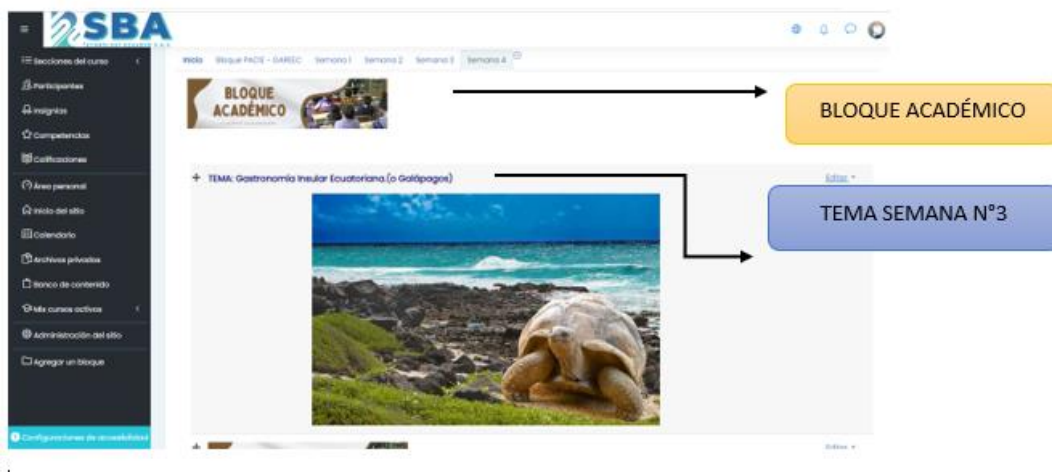 SBA
Secciones del curso
Participantes
Insignias
Competencias
Calificaciones
Área personal
Inicio del sitio
Calendario
Archivos privados
Banco de contenido
Mis cursos activos
Administración del sitio
Agregar un bloque
Configuraciones de accesibilidad
Inicio Bloque PACIE - Semana 1 Semana 2 Semana 3 Semana 4
BLOQUE
ACADÉMICO
TEMA: Gastronomía Insular Ecuatoriana.(o Galápagos)
Editar
Editar
BLOQUE ACADÉMICO
TEMA SEMANA N°3